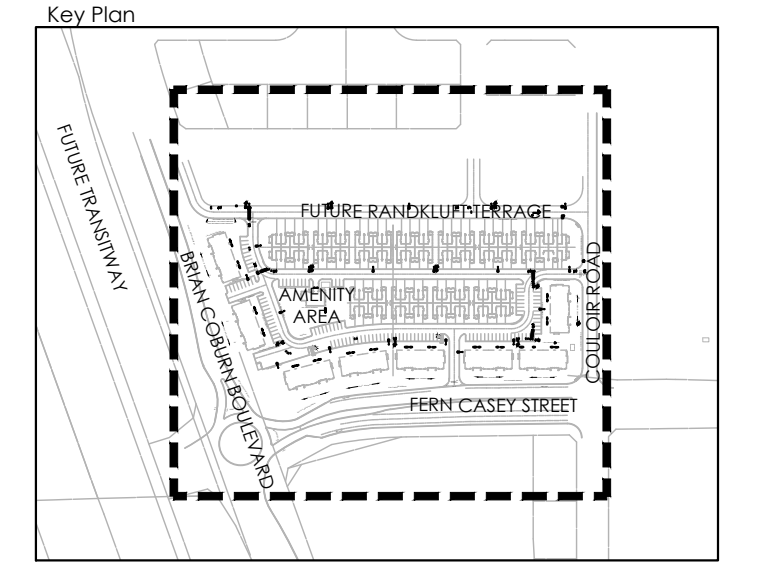 Key Plan
FUTURE TRANSITWAY
FUTURE RANDKLUFT TERRACE
BRIAN COBURN BOULEVARD
AMENITY
AREA
COULOIR ROAD
FERN CASEY STREET